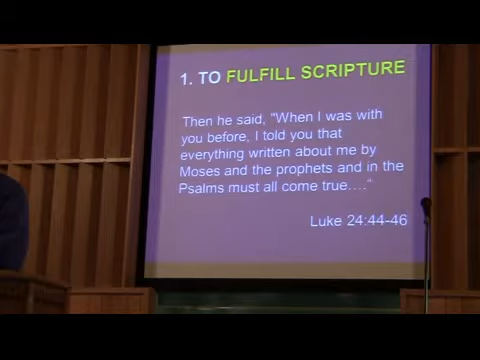 1. TO FULFILL SCRIPTURE
Then he said, "When I was with
you before, I told you that
everything written about me by
Moses and the prophets and in the
Psalms must all come true...."
Luke 24:44-46